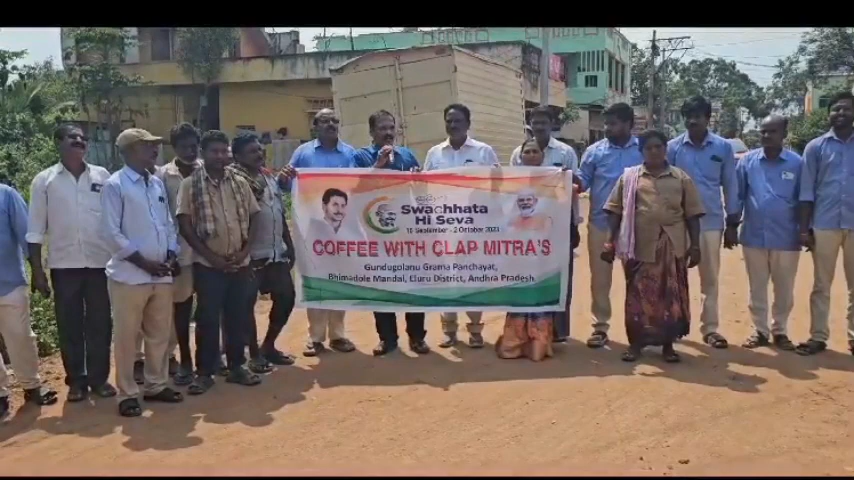 Swachhata
Hi Seva
15 September - 2 October 2023
COFFEE WITH CLAP MITRA'S
Gundugolanu Grama Panchayat,
Bhimadole Mandal, Eluru District, Andhra Pradesh